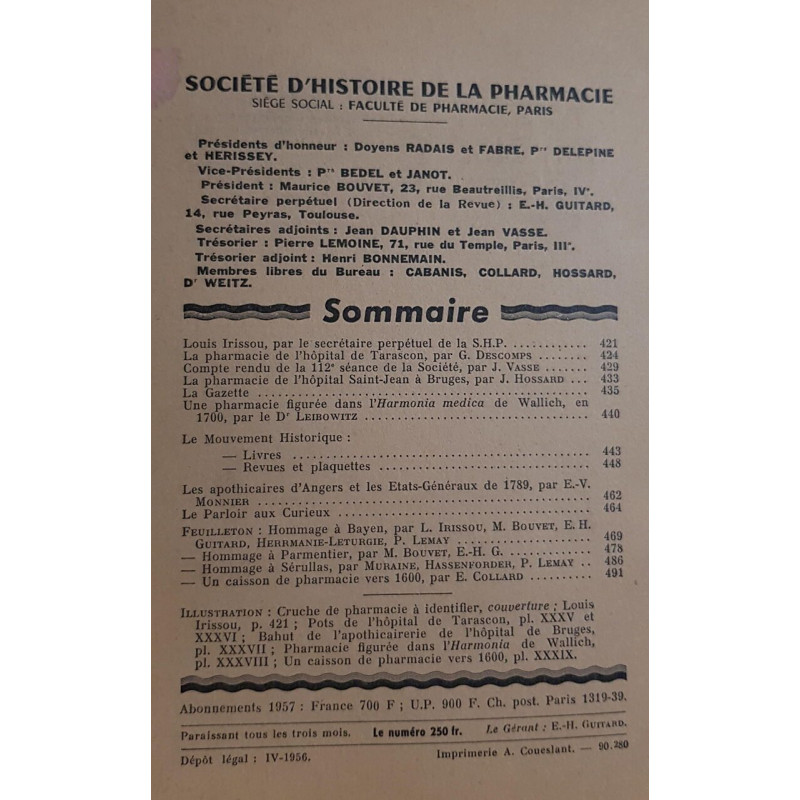 SOCIÉTÉ D'HISTOIRE DE LA PHARMACIE
SIÈGE SOCIAL : FACULTÉ DE PHARMACIE, PARIS
Présidents d'honneur : Doyens RADAIS et FABRE, Prs DELEPINE
et HERISSEY.
Vice-Présidents : Prs BEDEL et JANOT.
Président : Maurice BOUVET, 23, rue Beautreillis, Paris, IVe.
Secrétaire perpétuel (Direction de la Revue) : E.-H. GUITARD,
14, rue Peyras, Toulouse.
Secrétaires adjoints : Jean DAUPHIN et Jean VASSE.
Trésorier : Pierre LEMOINE, 71, rue du Temple, Paris, IIIe.
Trésorier adjoint : Henri BONNEMAIN.
Membres libres du Bureau : CABANIS, COLLARD, HOSSARD,
Dr WEITZ.
Sommaire
Louis Irissou, par le secrétaire perpétuel de la S.H.P. ............ 421
La pharmacie de l'hôpital de Tarascon, par G. DESCOMPS ........ 424
Compte rendu de la 112e séance de la Société, par J. VASSE ........ 429
La pharmacie de l'hôpital Saint-Jean à Bruges, par J. HOSSARD ... 433
La Gazette .................................................. 435
Une pharmacie figurée dans l'Harmonia medica de Wallich, en
1700, par le Dr LEIBOWITZ .................................. 440
Le Mouvement Historique :
— Livres ............................................ 443
— Revues et plaquettes ................................ 448
Les apothicaires d'Angers et les Etats-Généraux de 1789, par E.-V.
MONNIER .................................................. 462
Le Parloir aux Curieux ...................................... 464
FEUILLETON : Hommage à Bayen, par L. IRISSOU, M. BOUVET, E. H.
GUITARD, HERRMANIE-LETURGIE, P. LEMAY ...................... 469
— Hommage à Parmentier, par M. BOUVET, E.-H. G. ............ 478
— Hommage à Sérullas, par MURAINE, HASSENFORDER, P. LEMAY .. 486
— Un caisson de pharmacie vers 1600, par E. COLLARD .......... 491
ILLUSTRATION : Cruche de pharmacie à identifier, couverture ; Louis
Irissou, p. 421 ; Pots de l'hôpital de Tarascon, pl. XXXV et
XXXVI ; Bahut de l'apothicairerie de l'hôpital de Bruges,
pl. XXXVII ; Pharmacie figurée dans l'Harmonia de Wallich,
pl. XXXVIII ; Un caisson de pharmacie vers 1600, pl. XXXIX.
Abonnements 1957 : France 700 F ; U.P. 900 F. Ch. post. Paris 1319-39.
Paraissant tous les trois mois. Le numéro 250 fr. Le Gérant : E.-H. GUITARD.
Dépôt légal : IV-1956. Imprimerie A. Coueslant. — 90.280